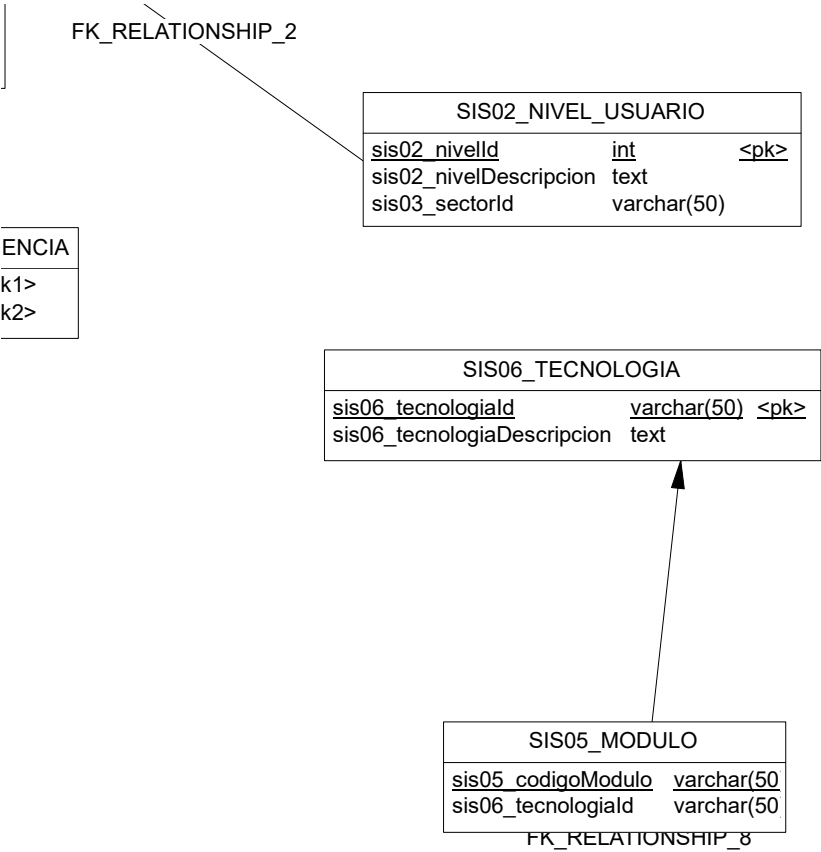 FK_RELATIONSHIP_2
SIS02_NIVEL_USUARIO
sis02_nivelId int <pk>
sis02_nivelDescripcion text
sis03_sectorId varchar(50)
ENCIA
k1>
k2>
SIS06_TECNOLOGIA
sis06_tecnologiaId varchar(50) <pk>
sis06_tecnologiaDescripcion text
SIS05_MODULO
sis05_codigoModulo varchar(50
sis06_tecnologiaId varchar(50
FK_RELATIONSHIP_8